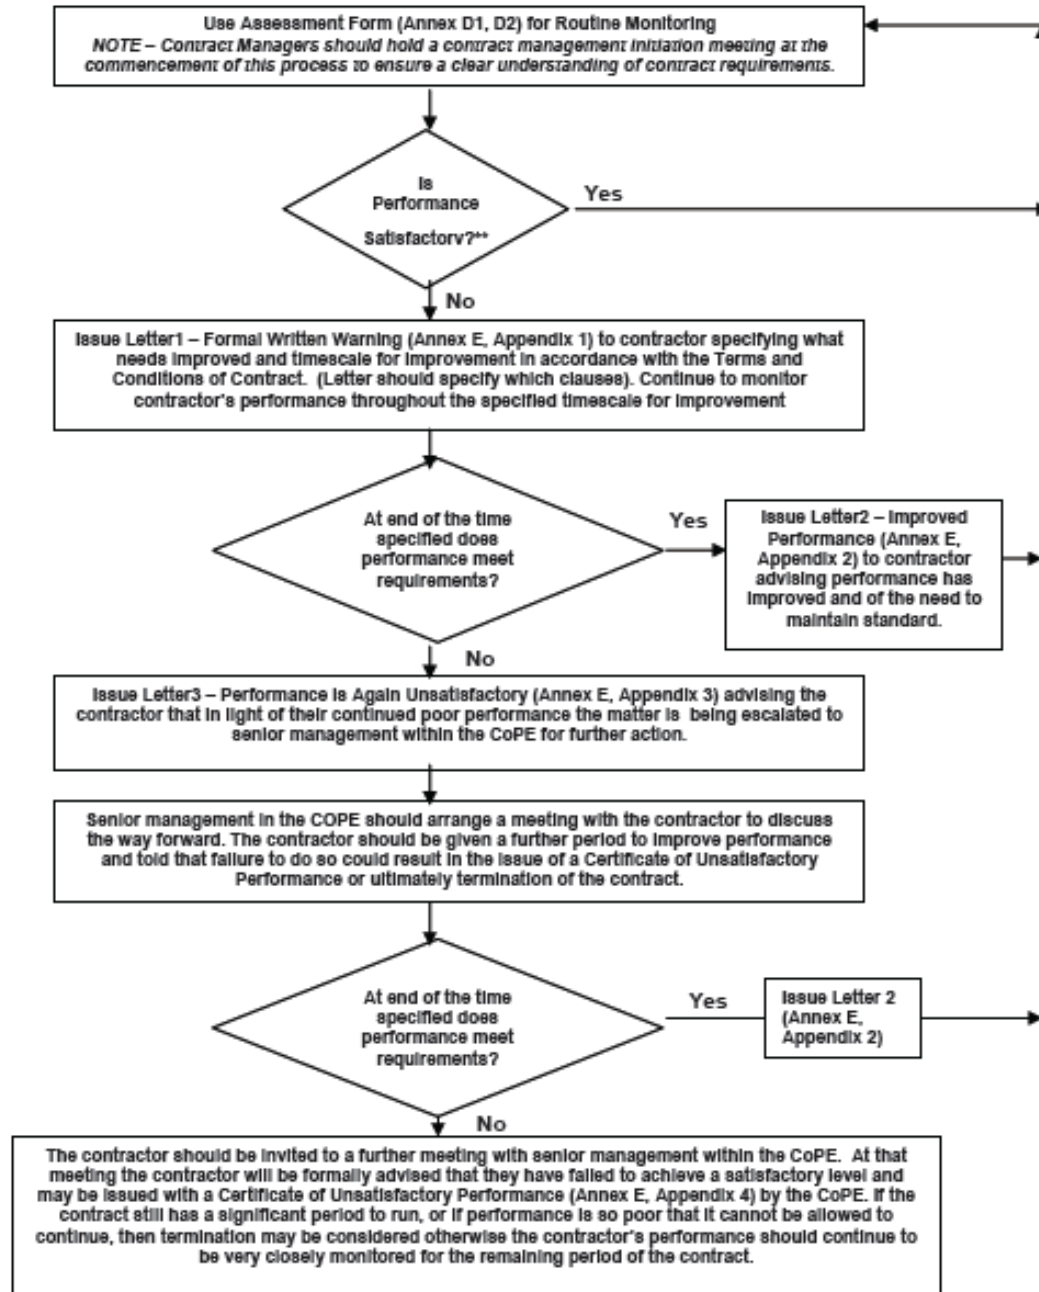 Use Assessment Form (Annex D1, D2) for Routine Monitoring
NOTE – Contract Managers should hold a contract management initiation meeting at the
commencement of this process to ensure a clear understanding of contract requirements.
Is
Performance
Satisfactory?**
Yes
No
Issue Letter1 – Formal Written Warning (Annex E, Appendix 1) to contractor specifying what
needs improved and timescale for improvement in accordance with the Terms and
Conditions of Contract. (Letter should specify which clauses). Continue to monitor
contractor's performance throughout the specified timescale for improvement
At end of the time
specified does
performance meet
requirements?
Yes
Issue Letter2 – Improved
Performance (Annex E,
Appendix 2) to contractor
advising performance has
improved and of the need to
maintain standard.
No
Issue Letter3 – Performance is Again Unsatisfactory (Annex E, Appendix 3) advising the
contractor that in light of their continued poor performance the matter is being escalated to
senior management within the CoPE for further action.
Senior management in the COPE should arrange a meeting with the contractor to discuss
the way forward. The contractor should be given a further period to improve performance
and told that failure to do so could result in the issue of a Certificate of Unsatisfactory
Performance or ultimately termination of the contract.
At end of the time
specified does
performance meet
requirements?
Yes
Issue Letter 2
(Annex E,
Appendix 2)
No
The contractor should be invited to a further meeting with senior management within the CoPE. At that
meeting the contractor will be formally advised that they have failed to achieve a satisfactory level and
may be issued with a Certificate of Unsatisfactory Performance (Annex E, Appendix 4) by the CoPE. If the
contract still has a significant period to run, or if performance is so poor that it cannot be allowed to
continue, then termination may be considered otherwise the contractor's performance should continue to
be very closely monitored for the remaining period of the contract.